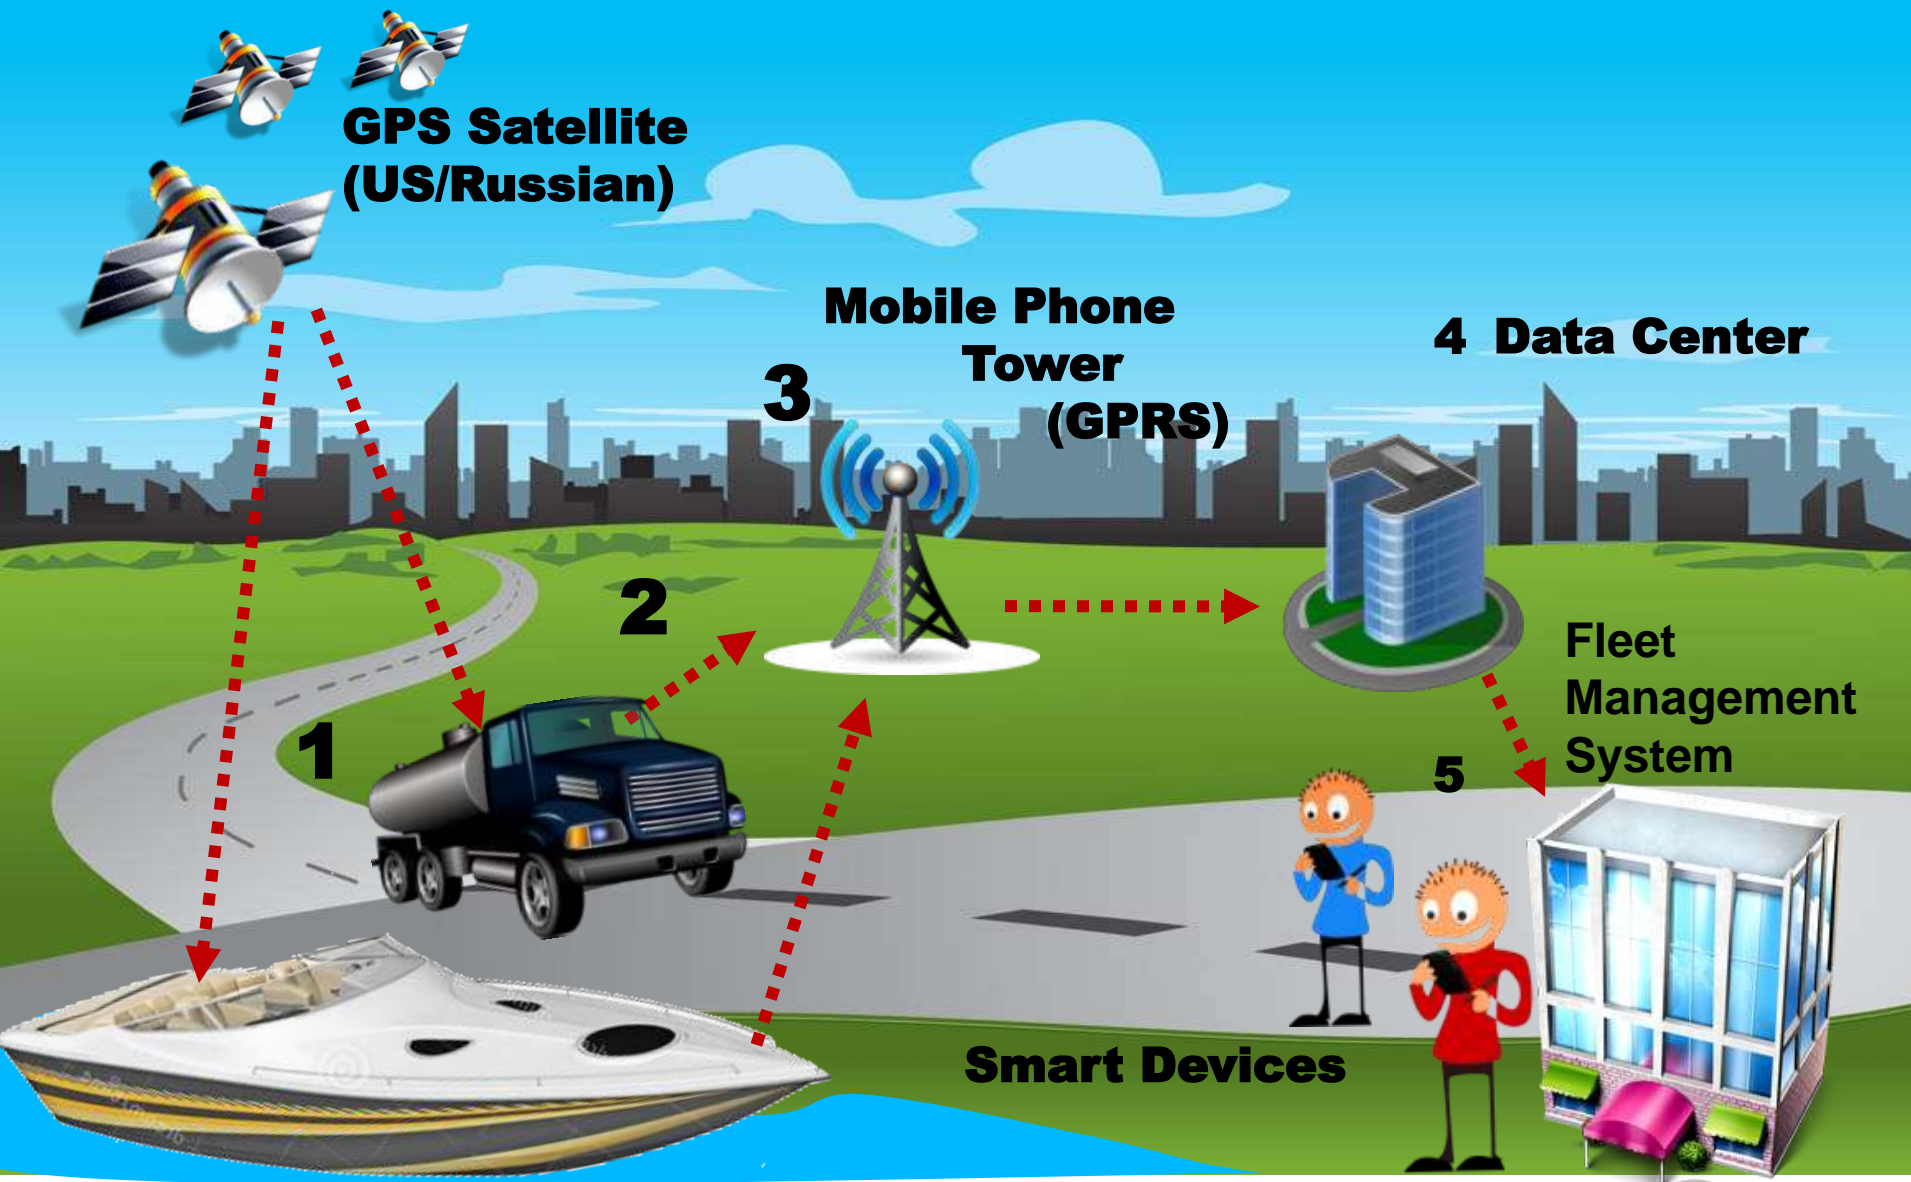 GPS Satellite
(US/Russian)
Mobile Phone
Tower
(GPRS)
3
4 Data Center
2
Fleet
Management
System
1
5
Smart Devices